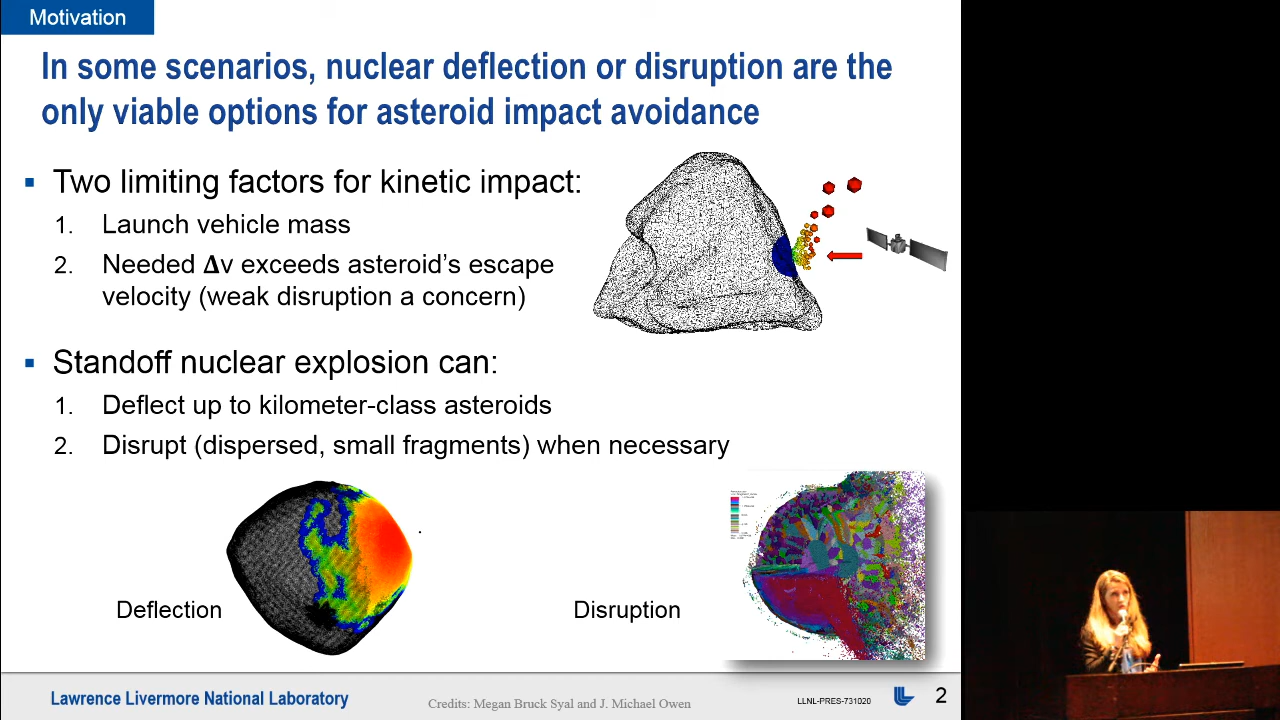 Motivation
In some scenarios, nuclear deflection or disruption are the
only viable options for asteroid impact avoidance
Two limiting factors for kinetic impact:
1. Launch vehicle mass
2. Needed Δv exceeds asteroid’s escape
velocity (weak disruption a concern)
Standoff nuclear explosion can:
1. Deflect up to kilometer-class asteroids
2. Disrupt (dispersed, small fragments) when necessary
Deflection
Disruption
Lawrence Livermore National Laboratory
Credits: Megan Bruck Syal and J. Michael Owen
LLNL-PRES-731020
2